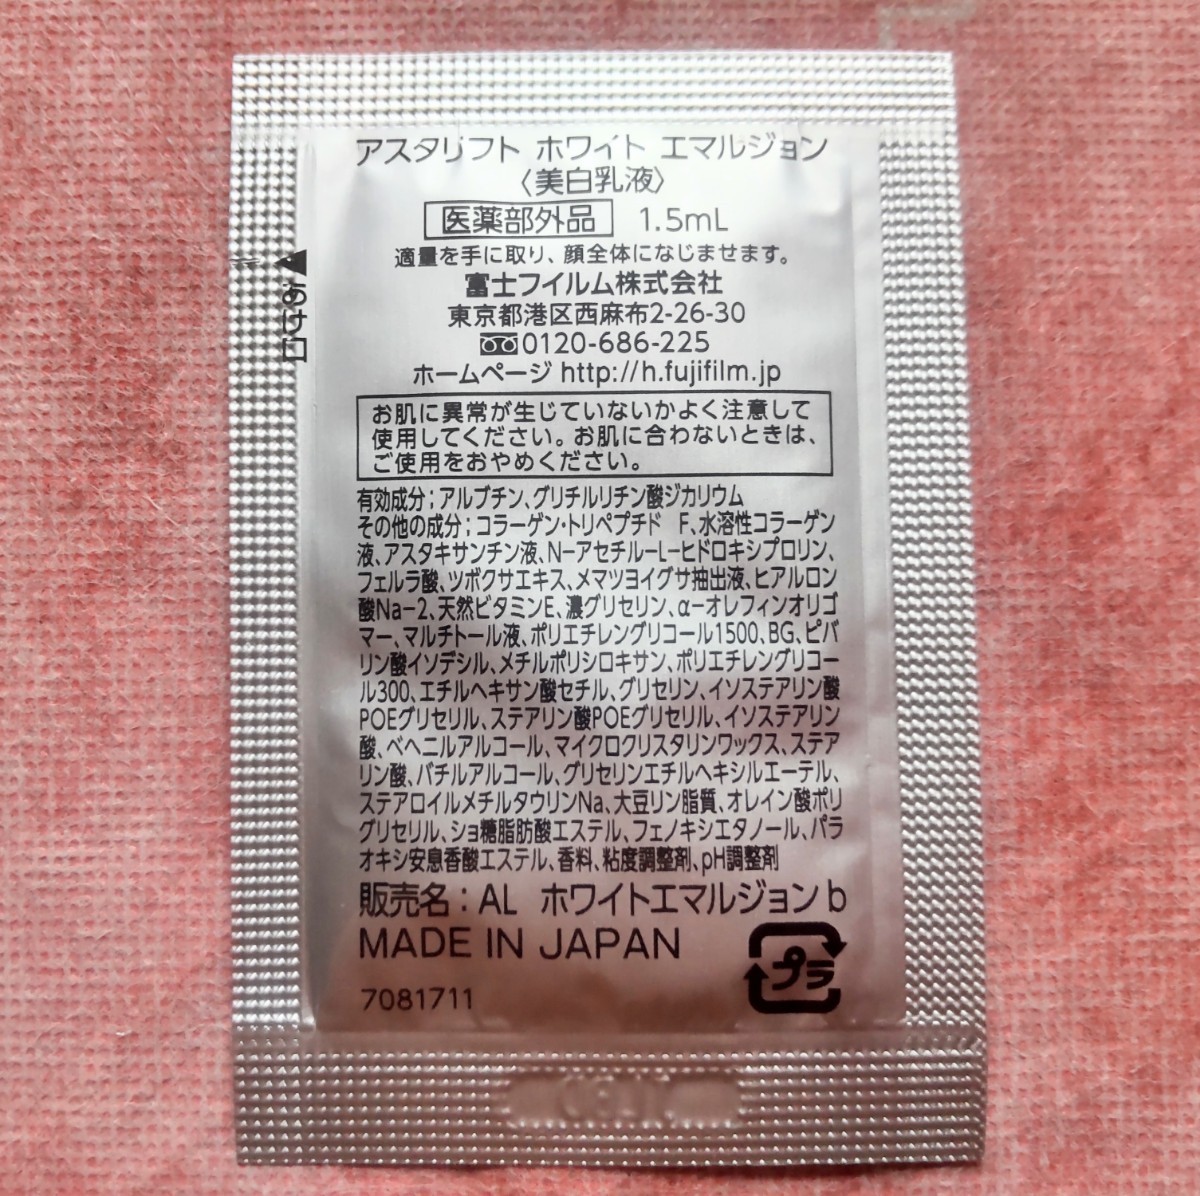 アスタリフト ホワイト エマルジョン
〈美白乳液〉
医薬部外品 1.5mL
適量を手に取り、顔全体になじませます。
富士フイルム株式会社
東京都港区西麻布2-26-30
0120-686-225
ホームページ http://h.fujifilm.jp
あけ口
お肌に異常が生じていないかよく注意して
使用してください。お肌に合わないときは、
ご使用をおやめください。
有効成分：アルブチン、グリチルリチン酸ジカリウム
その他の成分：コラーゲン・トリペプチド F、水溶性コラーゲン
液、アスタキサンチン液、N−アセチル−L−ヒドロキシプロリン、
フェルラ酸、ツボクサエキス、メマツヨイグサ抽出液、ヒアルロン
酸Na−2、天然ビタミンE、濃グリセリン、α−オレフィンオリゴ
マー、マルチトール液、ポリエチレングリコール1500、BG、ピバ
リン酸イソデシル、メチルポリシロキサン、ポリエチレングリコー
ル300、エチルヘキサン酸セチル、グリセリン、イソステアリン酸
POEグリセリル、ステアリン酸POEグリセリル、イソステアリン
酸、ベヘニルアルコール、マイクロクリスタリンワックス、ステア
リン酸、バチルアルコール、グリセリンエチルヘキシルエーテル、
ステアロイルメチルタウリンNa、大豆リン脂質、オレイン酸ポリ
グリセリル、ショ糖脂肪酸エステル、フェノキシエタノール、パラ
オキシ安息香酸エステル、香料、粘度調整剤、pH調整剤
販売名：AL ホワイトエマルジョン b
MADE IN JAPAN
プラ
7081711